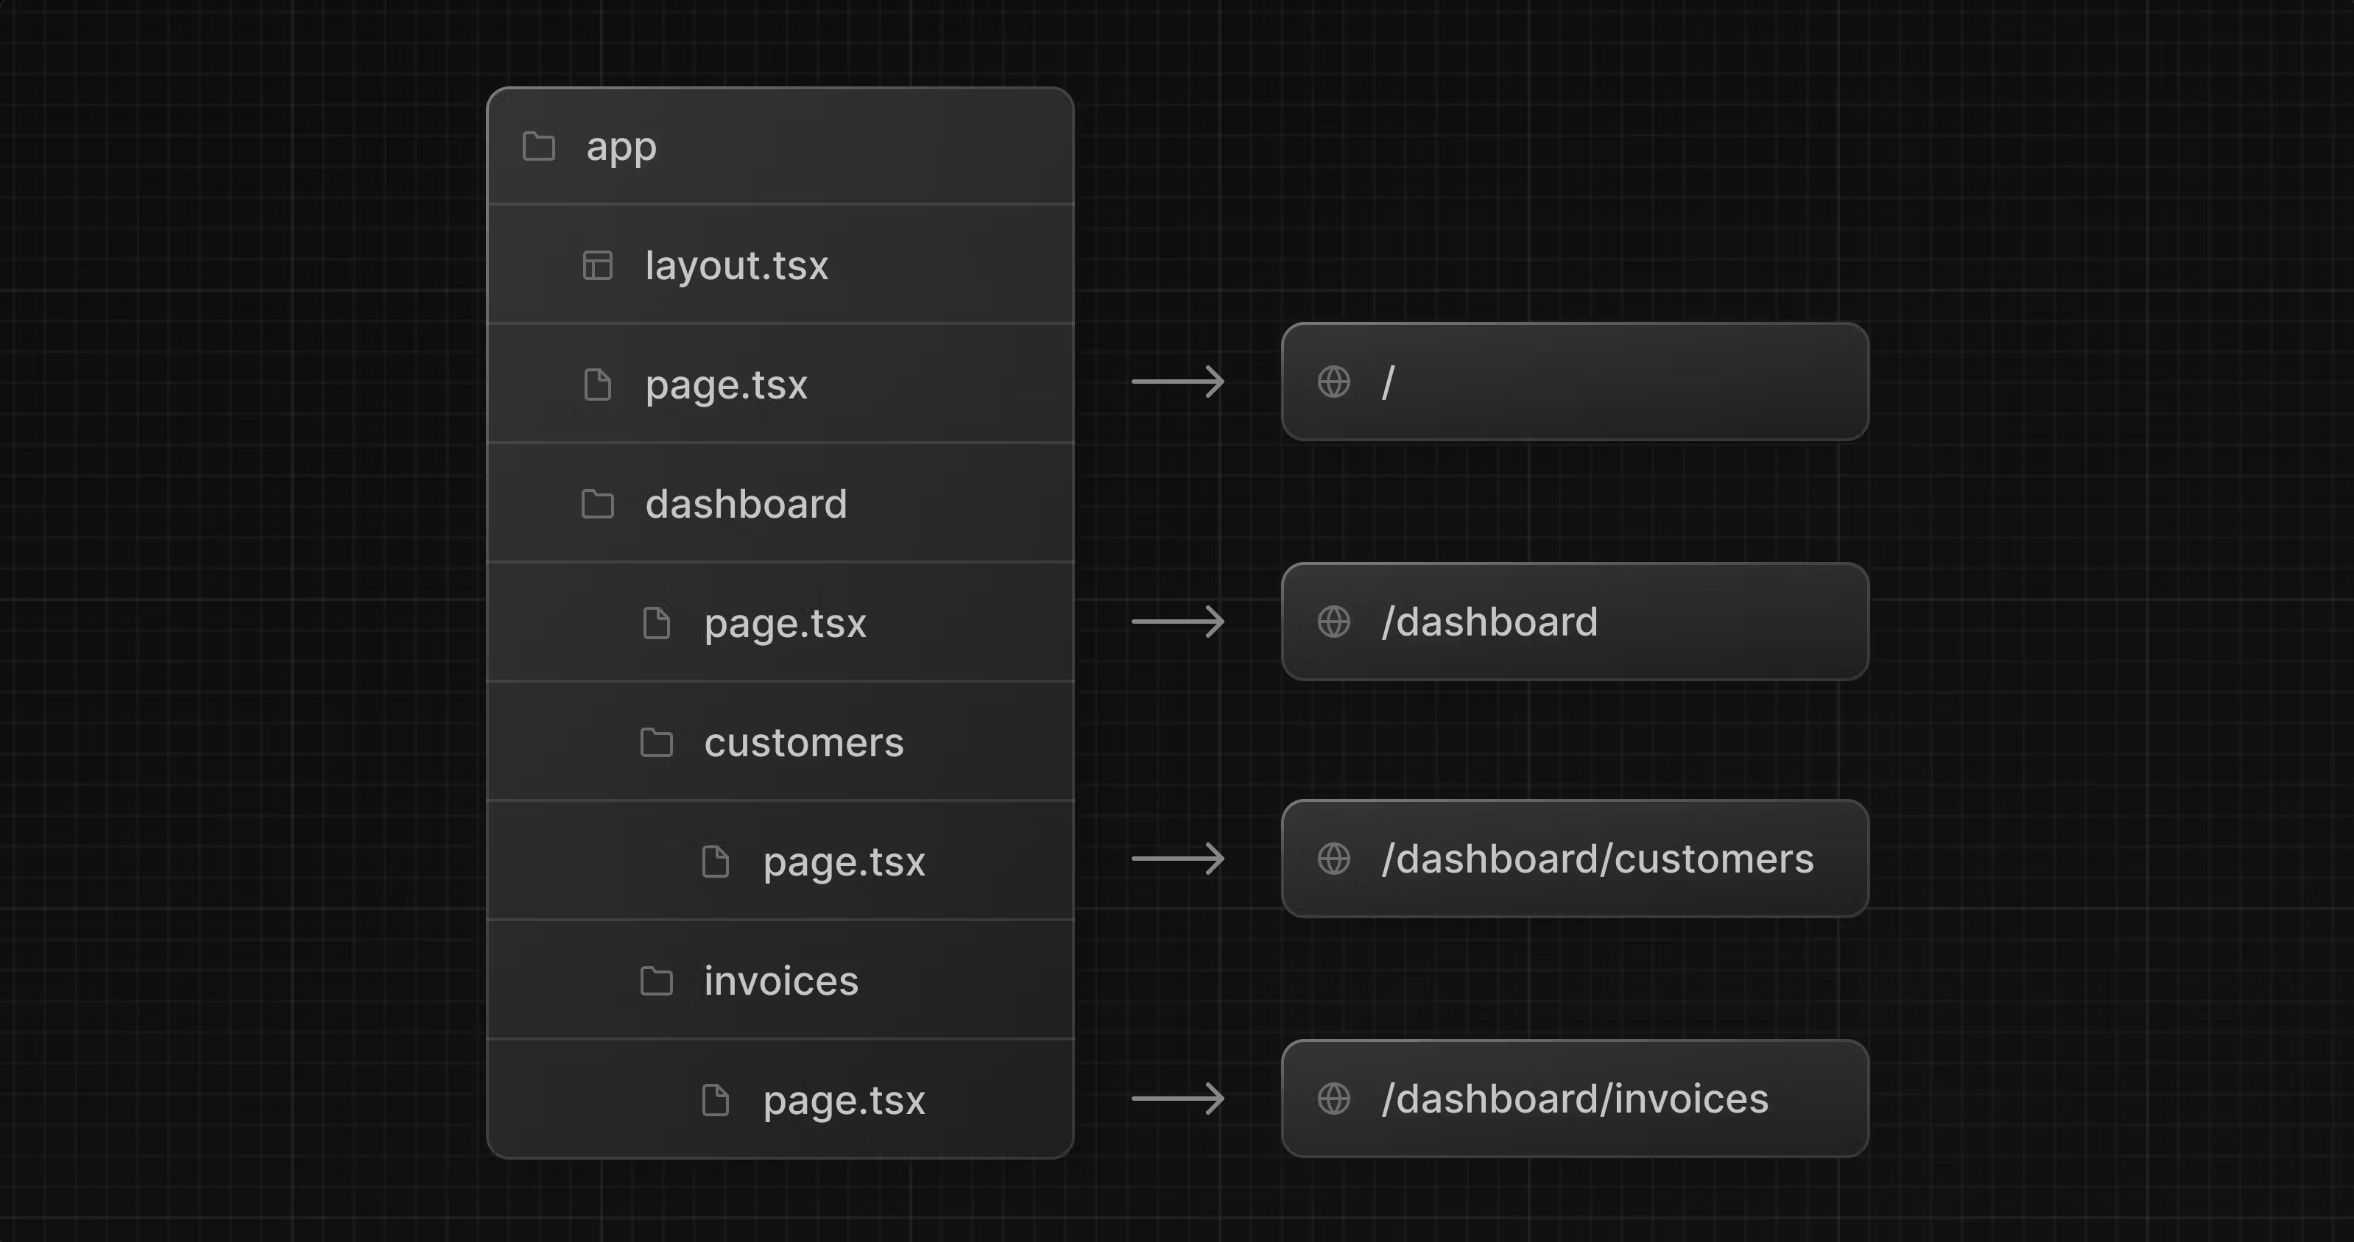 app
layout.tsx
page.tsx
/
dashboard
page.tsx
/dashboard
customers
page.tsx
/dashboard/customers
invoices
page.tsx
/dashboard/invoices